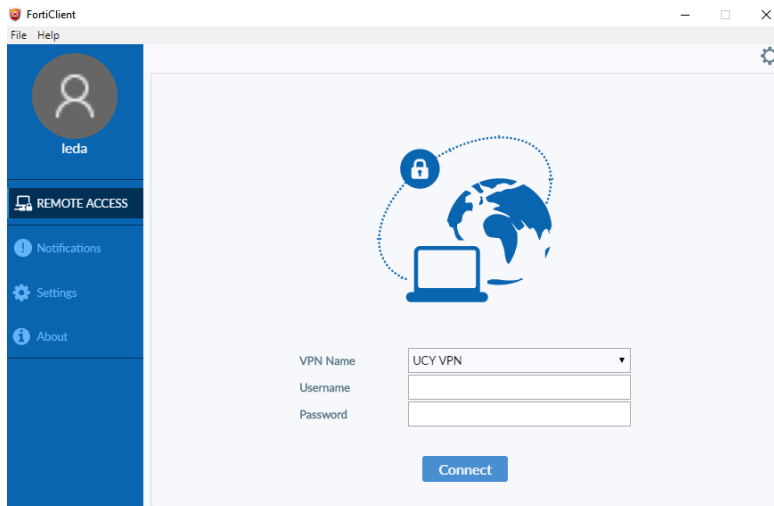 FortiClient
File Help
leda
REMOTE ACCESS
Notifications
Settings
About
VPN Name UCY VPN
Username
Password
Connect